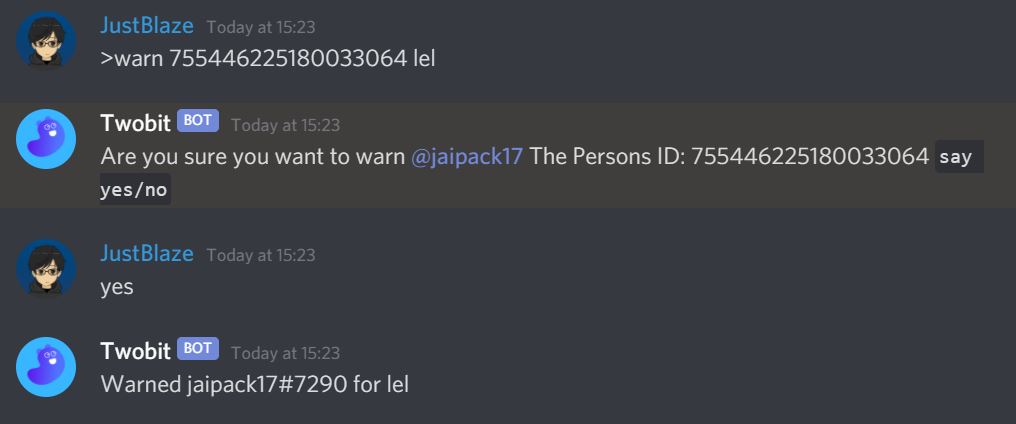 JustBlaze Today at 15:23
>warn 755446225180033064 lel
Twobit BOT Today at 15:23
Are you sure you want to warn @jaipack17 The Persons ID: 755446225180033064 say
yes/no
JustBlaze Today at 15:23
yes
Twobit BOT Today at 15:23
Warned jaipack17#7290 for lel